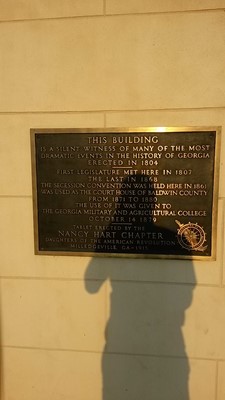 THIS BUILDING
IS A SILENT WITNESS OF MANY OF THE MOST
DRAMATIC EVENTS IN THE HISTORY OF GEORGIA
ERECTED IN 1804
FIRST LEGISLATURE MET HERE IN 1807
THE LAST IN 1868
THE SECESSION CONVENTION WAS HELD HERE IN 1861
WAS USED AS THE COURT HOUSE OF BALDWIN COUNTY
FROM 1871 TO 1880
THE USE OF IT WAS GIVEN TO
THE GEORGIA MILITARY AND AGRICULTURAL COLLEGE
OCTOBER 14 1879
TABLET ERECTED BY THE
NANCY HART CHAPTER
DAUGHTERS OF THE AMERICAN REVOLUTION
MILLEDGEVILLE, GA-1915